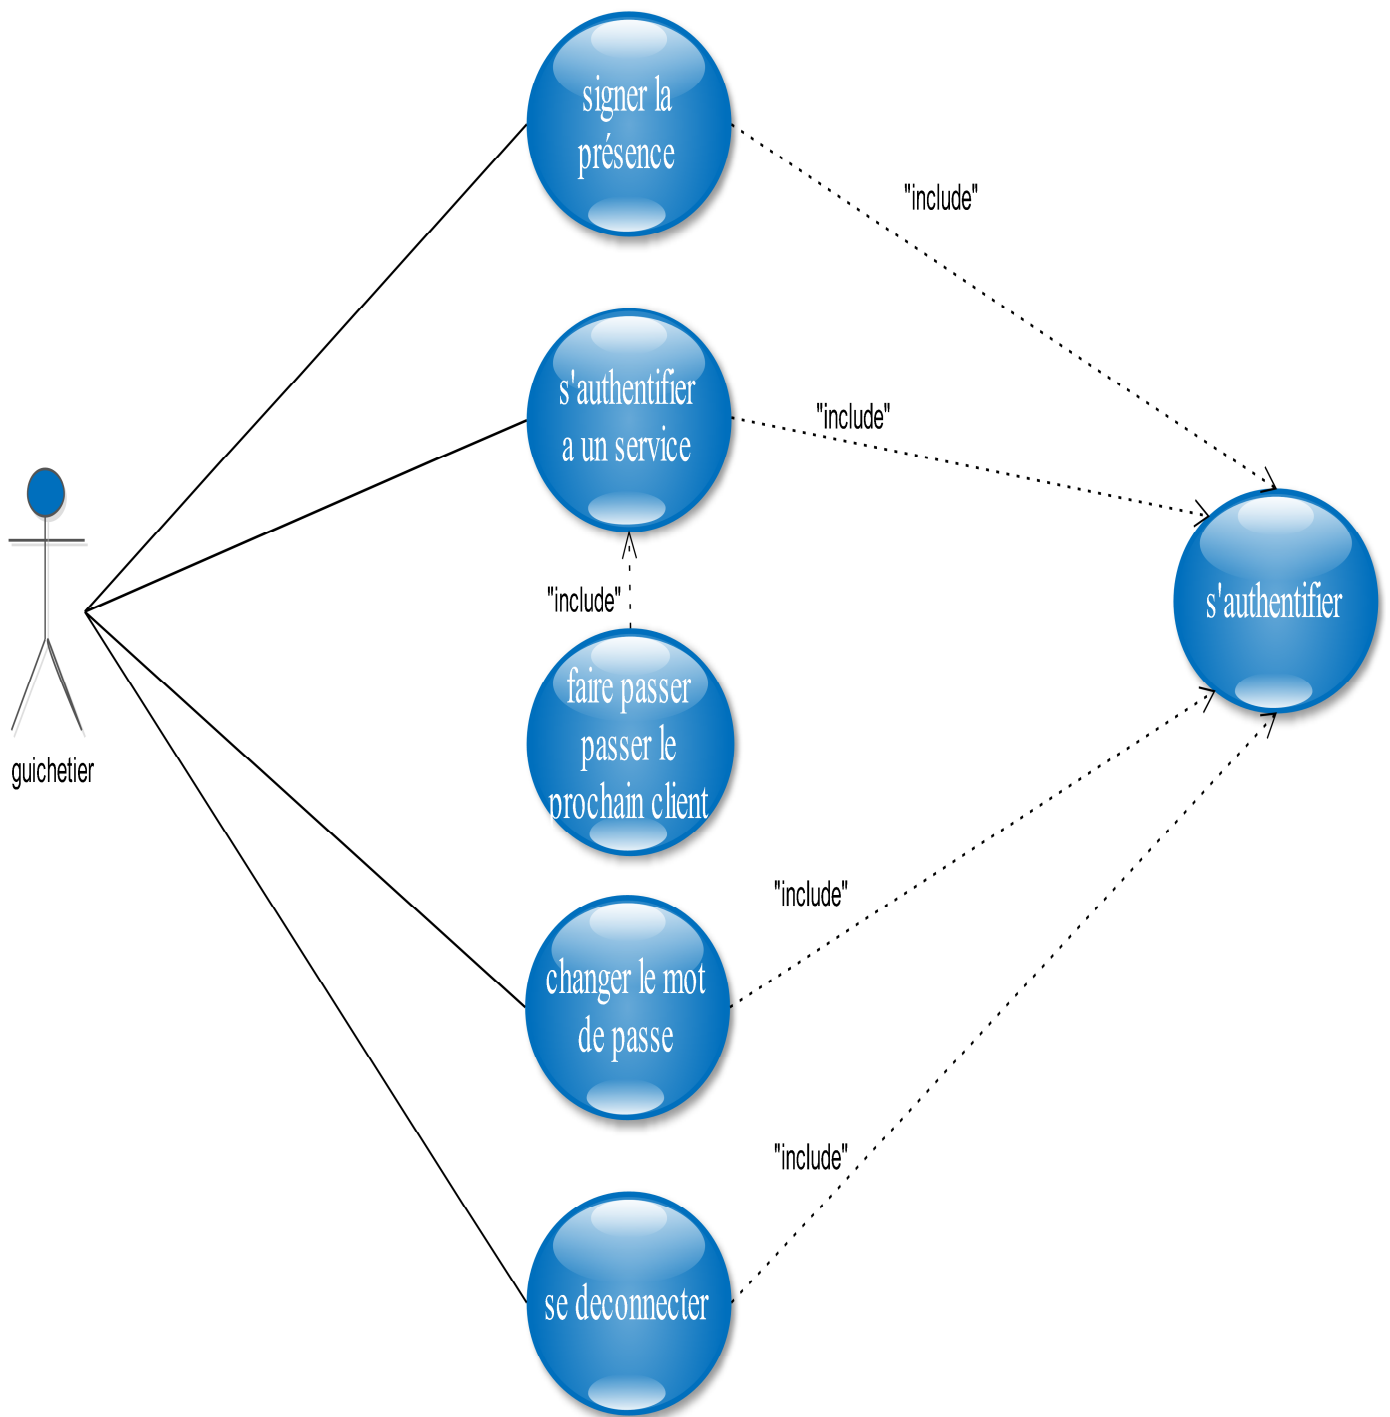 signer la
présence
"include"
s'authentifier
a un service
"include"
"include"
s'authentifier
faire passer
passer le
prochain client
guichetier
"include"
changer le mot
de passe
"include"
se deconnecter